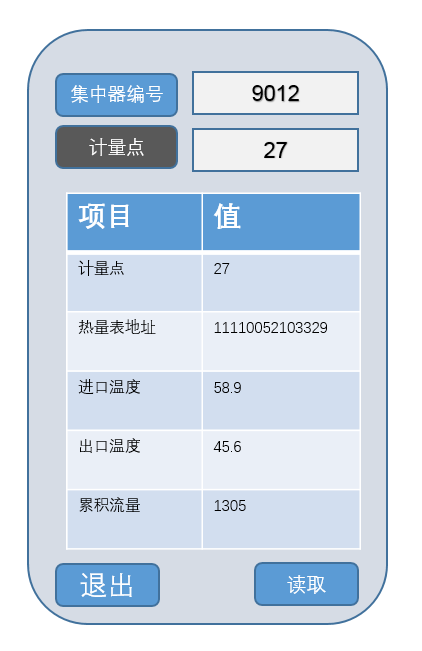 集中器编号 9012
计量点 27
项目 值
计量点 27
热量表地址 11110052103329
进口温度 58.9
出口温度 45.6
累积流量 1305
退出 读取